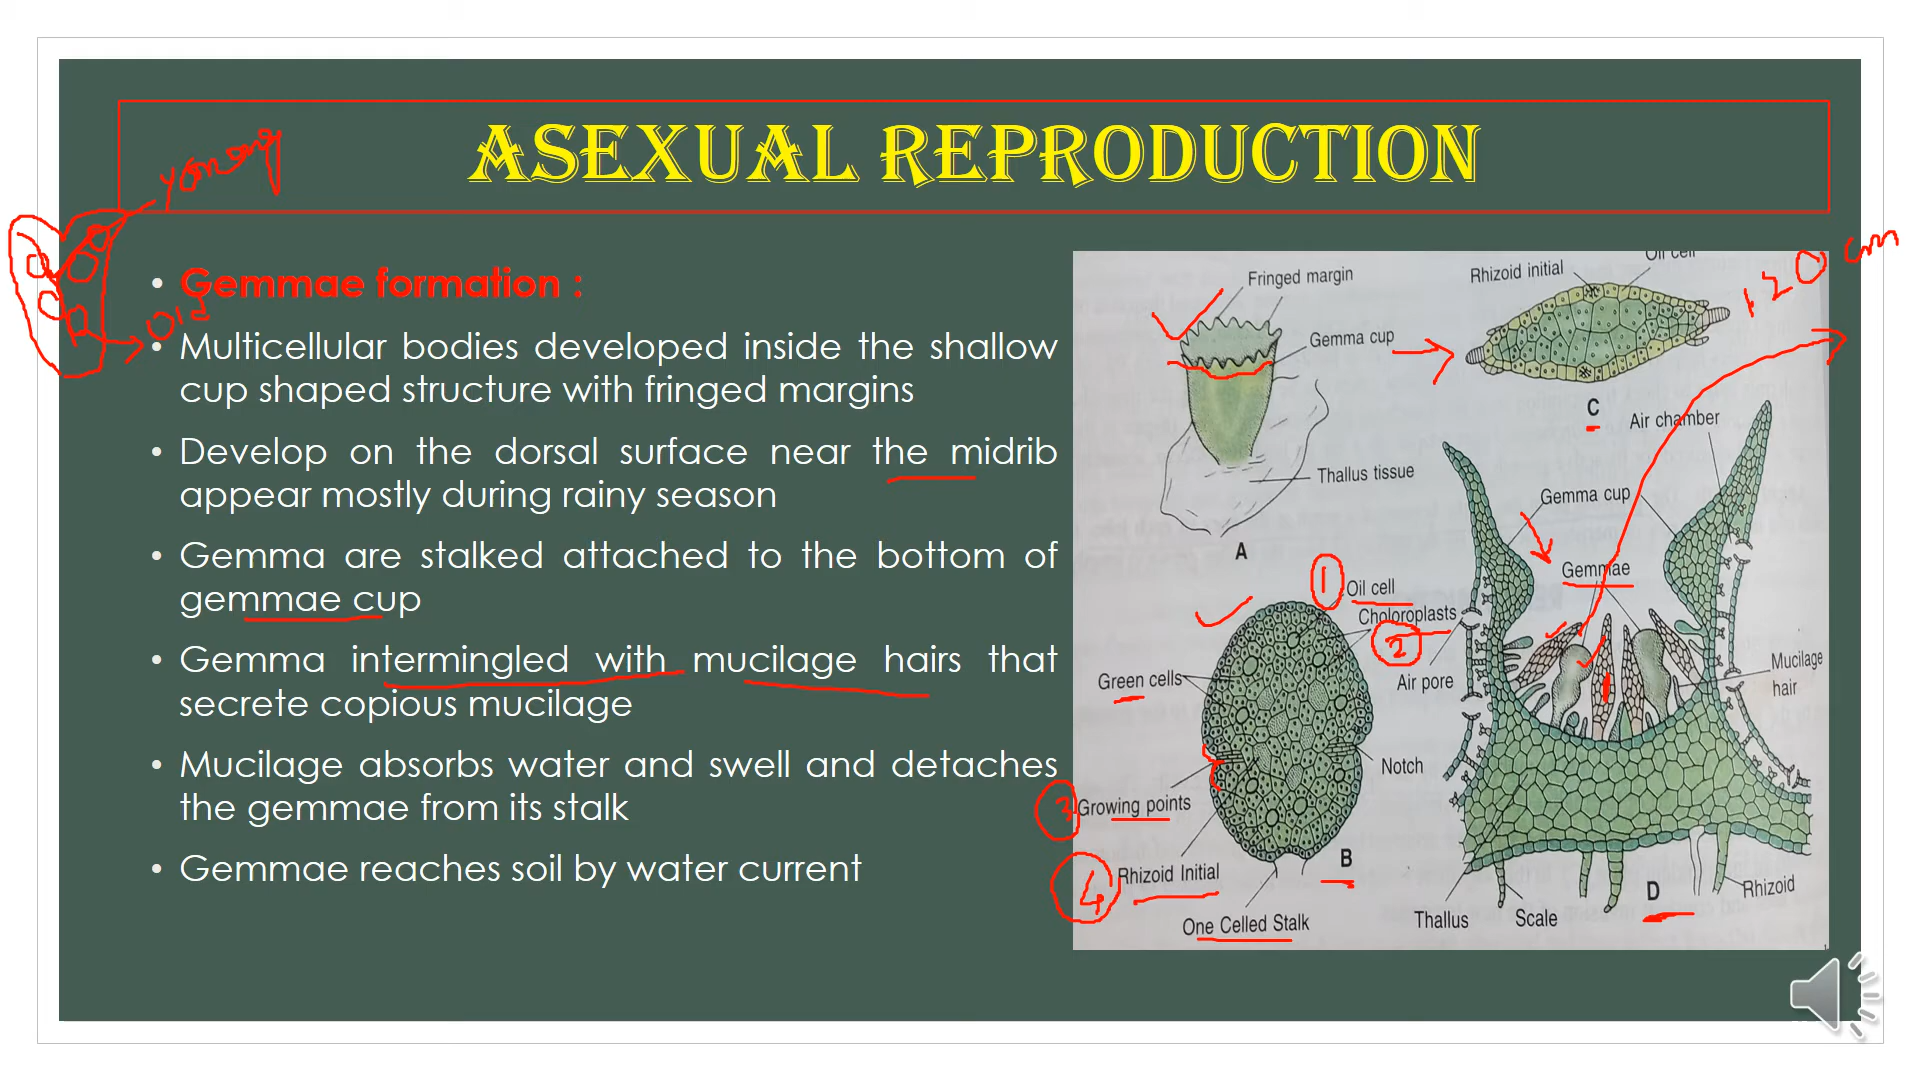 ASEXUAL REPRODUCTION
young
old
• Gemmae formation :
• Multicellular bodies developed inside the shallow
cup shaped structure with fringed margins
• Develop on the dorsal surface near the midrib
appear mostly during rainy season
• Gemma are stalked attached to the bottom of
gemmae cup
• Gemma intermingled with mucilage hairs that
secrete copious mucilage
• Mucilage absorbs water and swell and detaches
the gemmae from its stalk
• Gemmae reaches soil by water current
Fringed margin
Gemma cup
Thallus tissue
A
Rhizoid initial
Oil cell
120 cm
C
Air chamber
Gemma cup
Gemmae
1
Oil cell
Choloroplasts
2
Green cells
Air pore
Mucilage
hair
Notch
3
Growing points
B
4
Rhizoid Initial
One Celled Stalk
Thallus
Scale
D
Rhizoid